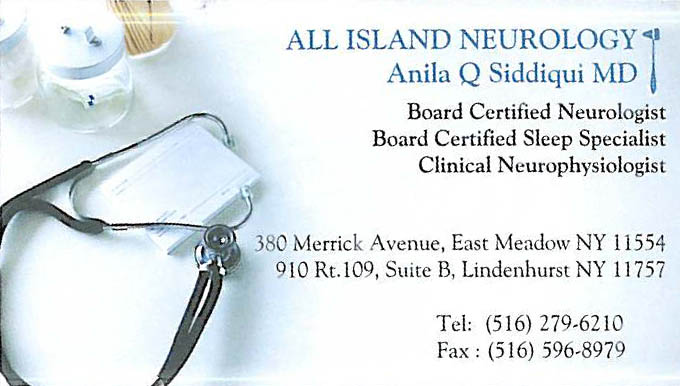 ALL ISLAND NEUROLOGY
Anila Q Siddiqui MD
Board Certified Neurologist
Board Certified Sleep Specialist
Clinical Neurophysiologist
380 Merrick Avenue, East Meadow NY 11554
910 Rt.109, Suite B, Lindenhurst NY 11757
Tel: (516) 279-6210
Fax : (516) 596-8979